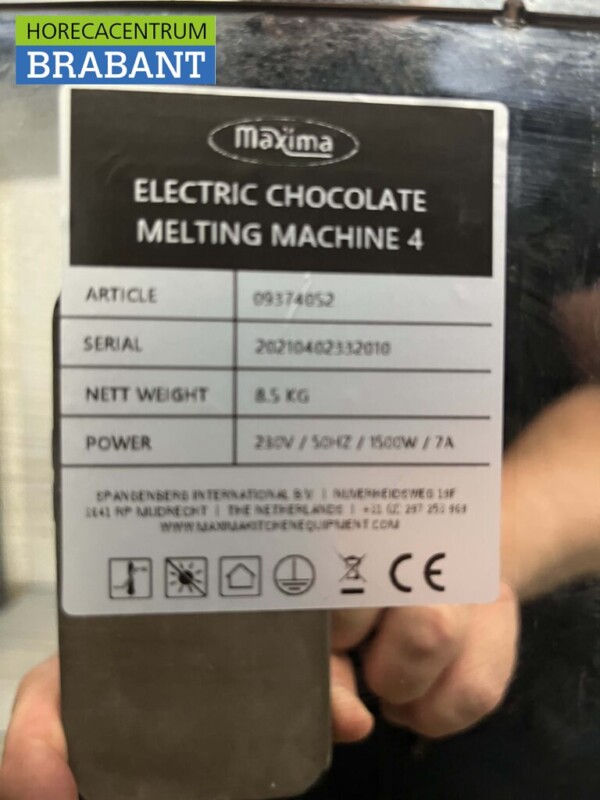 HORECACENTRUM
BRABANT
Maxima
ELECTRIC CHOCOLATE
MELTING MACHINE 4
ARTICLE 09374052
SERIAL 20210402332010
NETT WEIGHT 8.5 KG
POWER 230V / 50HZ / 1500W / 7A
SPANGENBERG INTERNATIONAL B.V. | NIJVERHEIDSWEG 19F
3641 RP MIJDRECHT | THE NETHERLANDS |
WWW.MAXIMAKITCHENEQUIPMENT.COM
CE